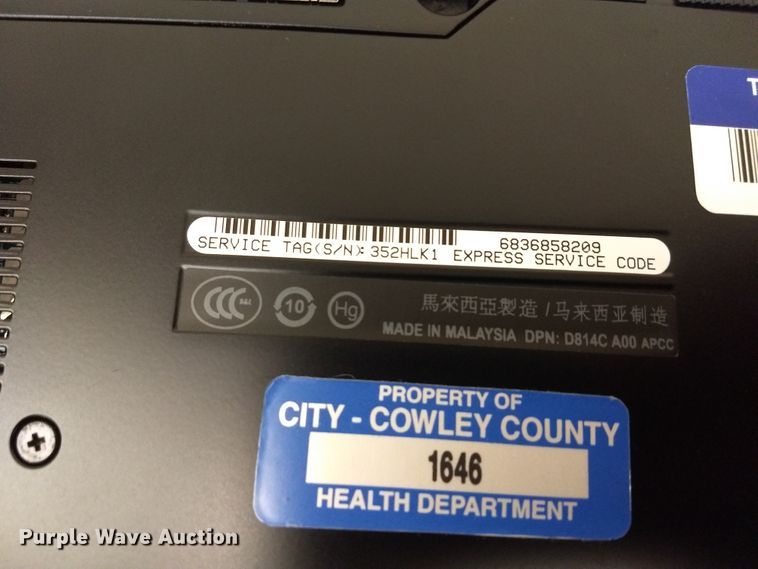 T
6836858209
SERVICE TAG(S/N): 352HLK1 EXPRESS SERVICE CODE
CCC S&E 10 Hg
馬來西亞製造 / 马来西亚制造
MADE IN MALAYSIA DPN: D814C A00 APCC
PROPERTY OF
CITY - COWLEY COUNTY
1646
HEALTH DEPARTMENT
Purple Wave Auction